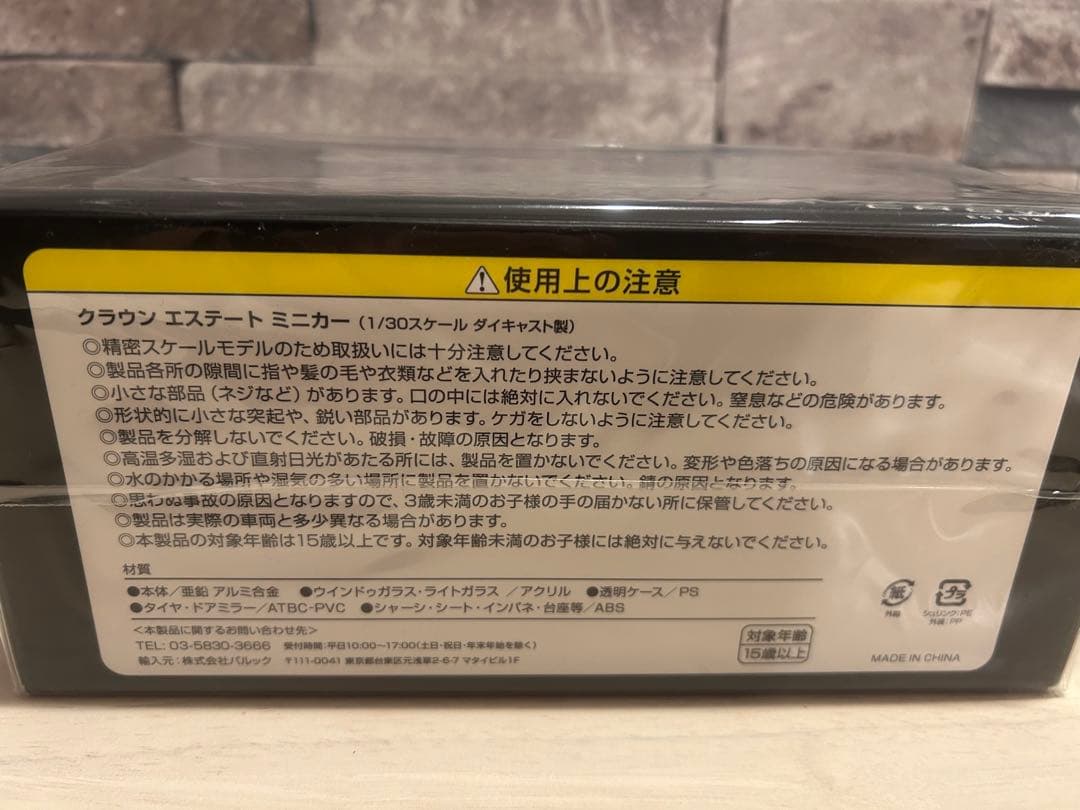 ⚠使用上の注意
クラウン エステート ミニカー（1/30スケール ダイキャスト製）
◎精密スケールモデルのため取扱いには十分注意してください。
◎製品各所の隙間に指や髪の毛や衣類などを入れたり挟まないように注意してください。
◎小さな部品（ネジなど）があります。口の中には絶対に入れないでください。窒息などの危険があります。
◎形状的に小さな突起や、鋭い部品があります。ケガをしないように注意してください。
◎製品を分解しないでください。破損・故障の原因となります。
◎高温多湿および直射日光があたる所には、製品を置かないでください。変形や色落ちの原因になる場合があります。
◎水のかかる場所や湿気の多い場所に製品を置かないでください。錆の原因となります。
◎思わぬ事故の原因となりますので、3歳未満のお子様の手の届かない所に保管してください。
◎製品は実際の車両と多少異なる場合があります。
◎本製品の対象年齢は15歳以上です。対象年齢未満のお子様には絶対に与えないでください。
材質
●本体／亜鉛 アルミ合金 ●ウインドゥガラス・ライトガラス ／アクリル ●透明ケース／PS
●タイヤ・ドアミラー／ATBC-PVC ●シャーシ・シート・インパネ・台座等／ABS
＜本製品に関するお問い合わせ先＞
TEL: 03-5830-3666 受付時間:平日10:00〜17:00(土日・祝日・年末年始を除く)
輸入元：株式会社バルック 〒111-0041 東京都台東区元浅草2-6-7 マタイビル1F
対象年齢
15歳以上
紙
外箱
プラ
シュリンク:PE
外装:PP
MADE IN CHINA